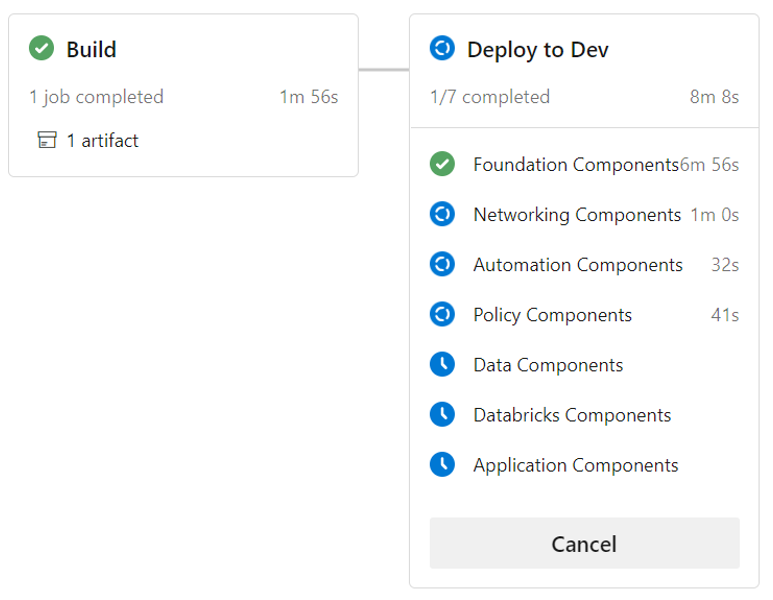 Build
1 job completed 1m 56s
1 artifact
Deploy to Dev
1/7 completed 8m 8s
Foundation Components 6m 56s
Networking Components 1m 0s
Automation Components 32s
Policy Components 41s
Data Components
Databricks Components
Application Components
Cancel